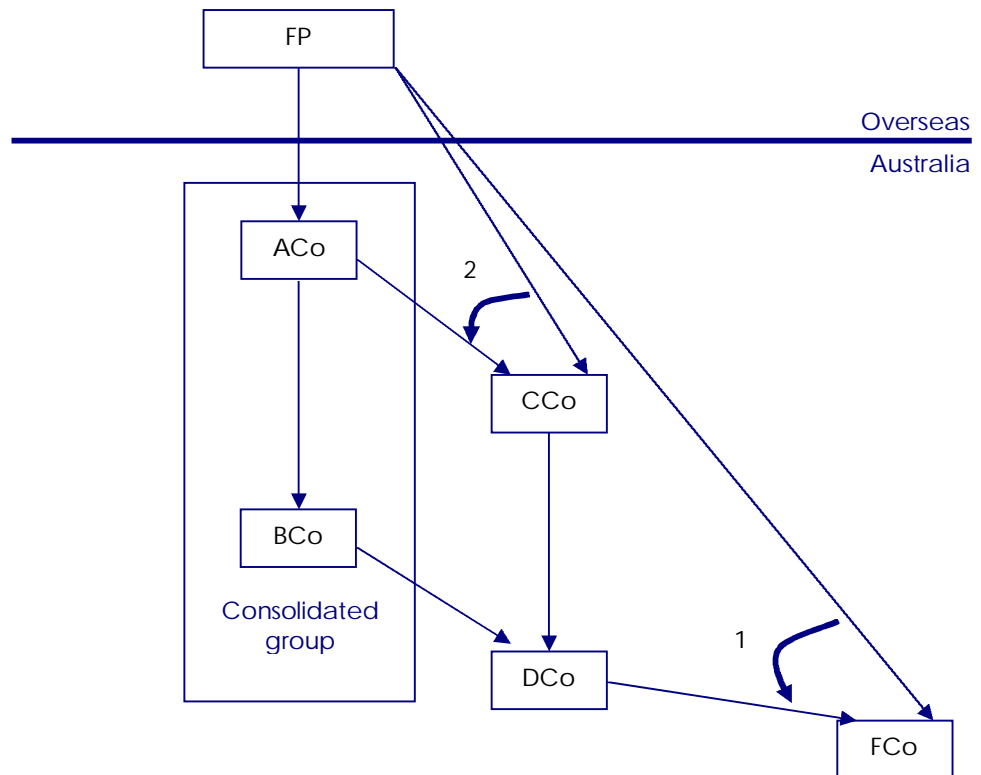 FP
Overseas
Australia
ACo
2
CCo
BCo
Consolidated
group
1
DCo
FCo